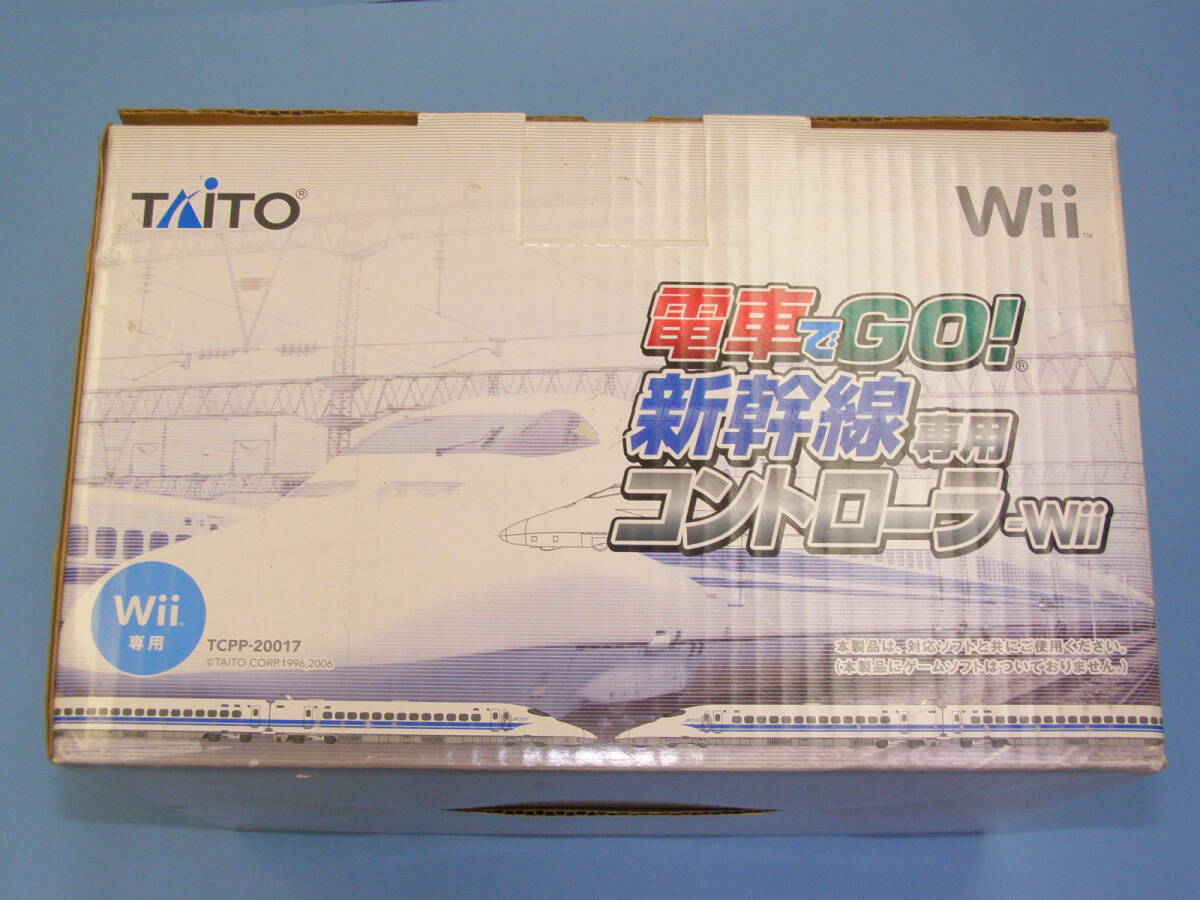 TAITO®
Wii™
電車でGO!®
新幹線専用
コントローラ-Wii
Wii™
専用
TCPP-20017
©TAITO CORP.1996,2006
本製品は、対応ソフトと共にご使用ください。
(本製品にゲームソフトはついておりません。)